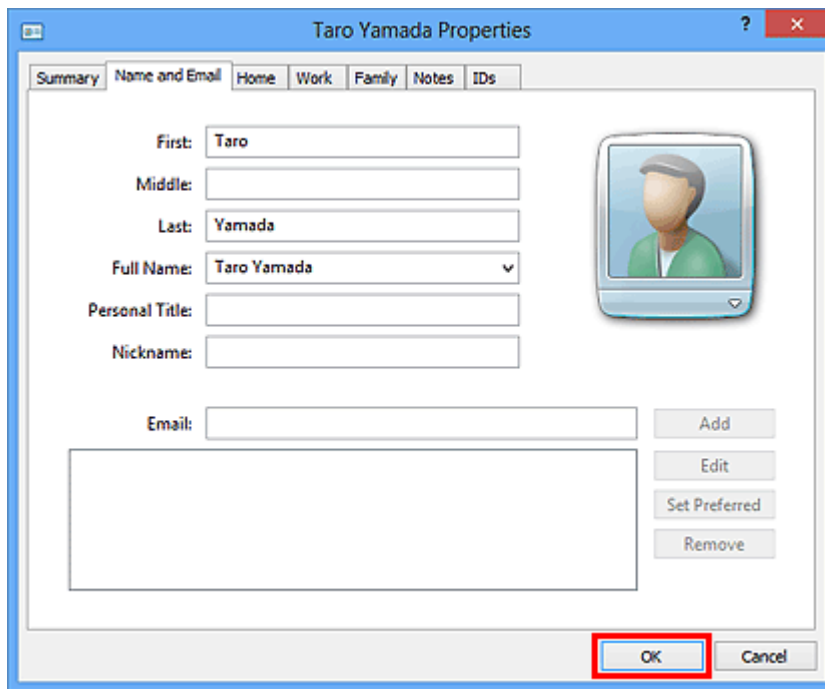 Taro Yamada Properties ?
Summary Name and Email Home Work Family Notes IDs
First: Taro
Middle:
Last: Yamada
Full Name: Taro Yamada
Personal Title:
Nickname:
Email: Add
Edit
Set Preferred
Remove
OK Cancel